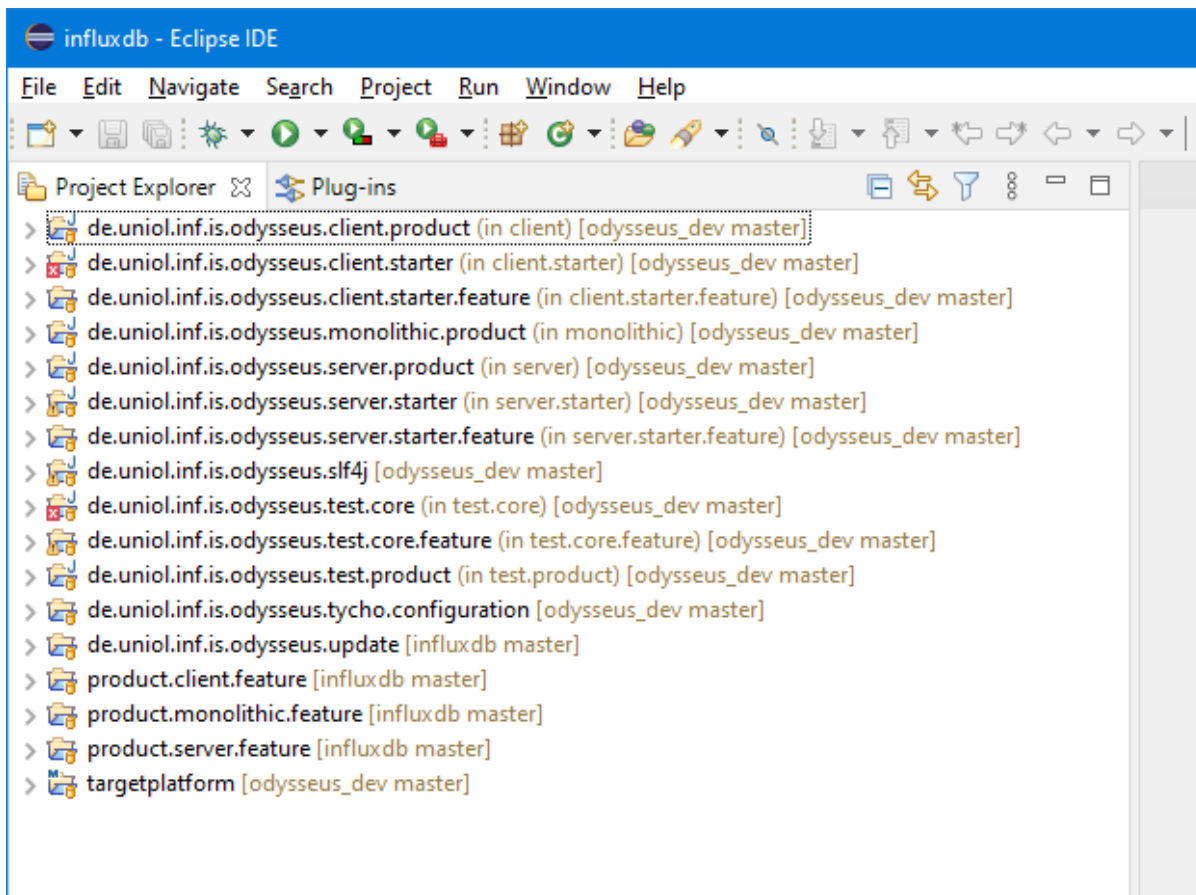 influxdb - Eclipse IDE
File Edit Navigate Search Project Run Window Help
Project Explorer Plug-ins
de.uniol.inf.is.odysseus.client.product (in client) [odysseus_dev master]
de.uniol.inf.is.odysseus.client.starter (in client.starter) [odysseus_dev master]
de.uniol.inf.is.odysseus.client.starter.feature (in client.starter.feature) [odysseus_dev master]
de.uniol.inf.is.odysseus.monolithic.product (in monolithic) [odysseus_dev master]
de.uniol.inf.is.odysseus.server.product (in server) [odysseus_dev master]
de.uniol.inf.is.odysseus.server.starter (in server.starter) [odysseus_dev master]
de.uniol.inf.is.odysseus.server.starter.feature (in server.starter.feature) [odysseus_dev master]
de.uniol.inf.is.odysseus.slf4j [odysseus_dev master]
de.uniol.inf.is.odysseus.test.core (in test.core) [odysseus_dev master]
de.uniol.inf.is.odysseus.test.core.feature (in test.core.feature) [odysseus_dev master]
de.uniol.inf.is.odysseus.test.product (in test.product) [odysseus_dev master]
de.uniol.inf.is.odysseus.tycho.configuration [odysseus_dev master]
de.uniol.inf.is.odysseus.update [influxdb master]
product.client.feature [influxdb master]
product.monolithic.feature [influxdb master]
product.server.feature [influxdb master]
targetplatform [odysseus_dev master]